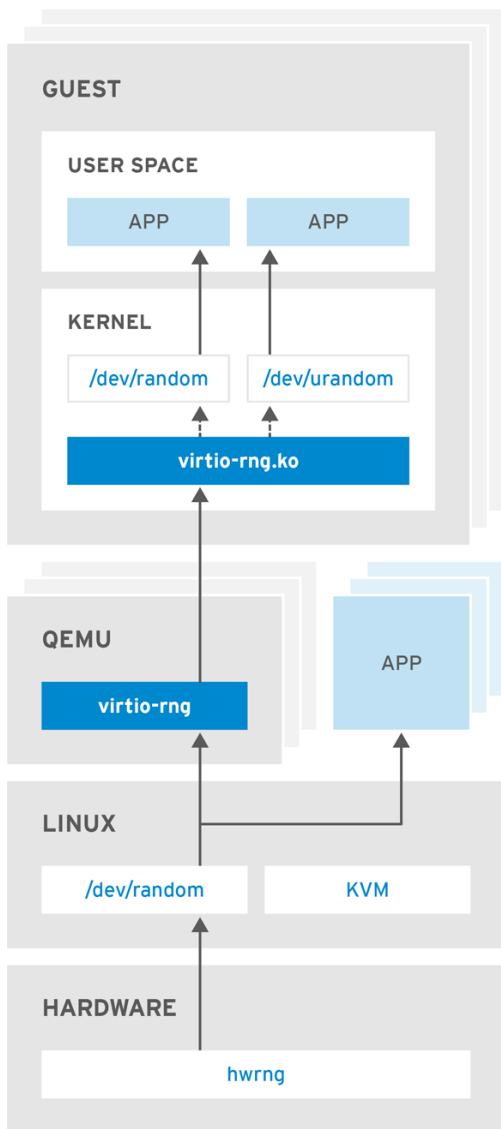 GUEST
USER SPACE
APP
APP
KERNEL
/dev/random
/dev/urandom
virtio-rng.ko
QEMU
virtio-rng
APP
LINUX
/dev/random
KVM
HARDWARE
hwrng